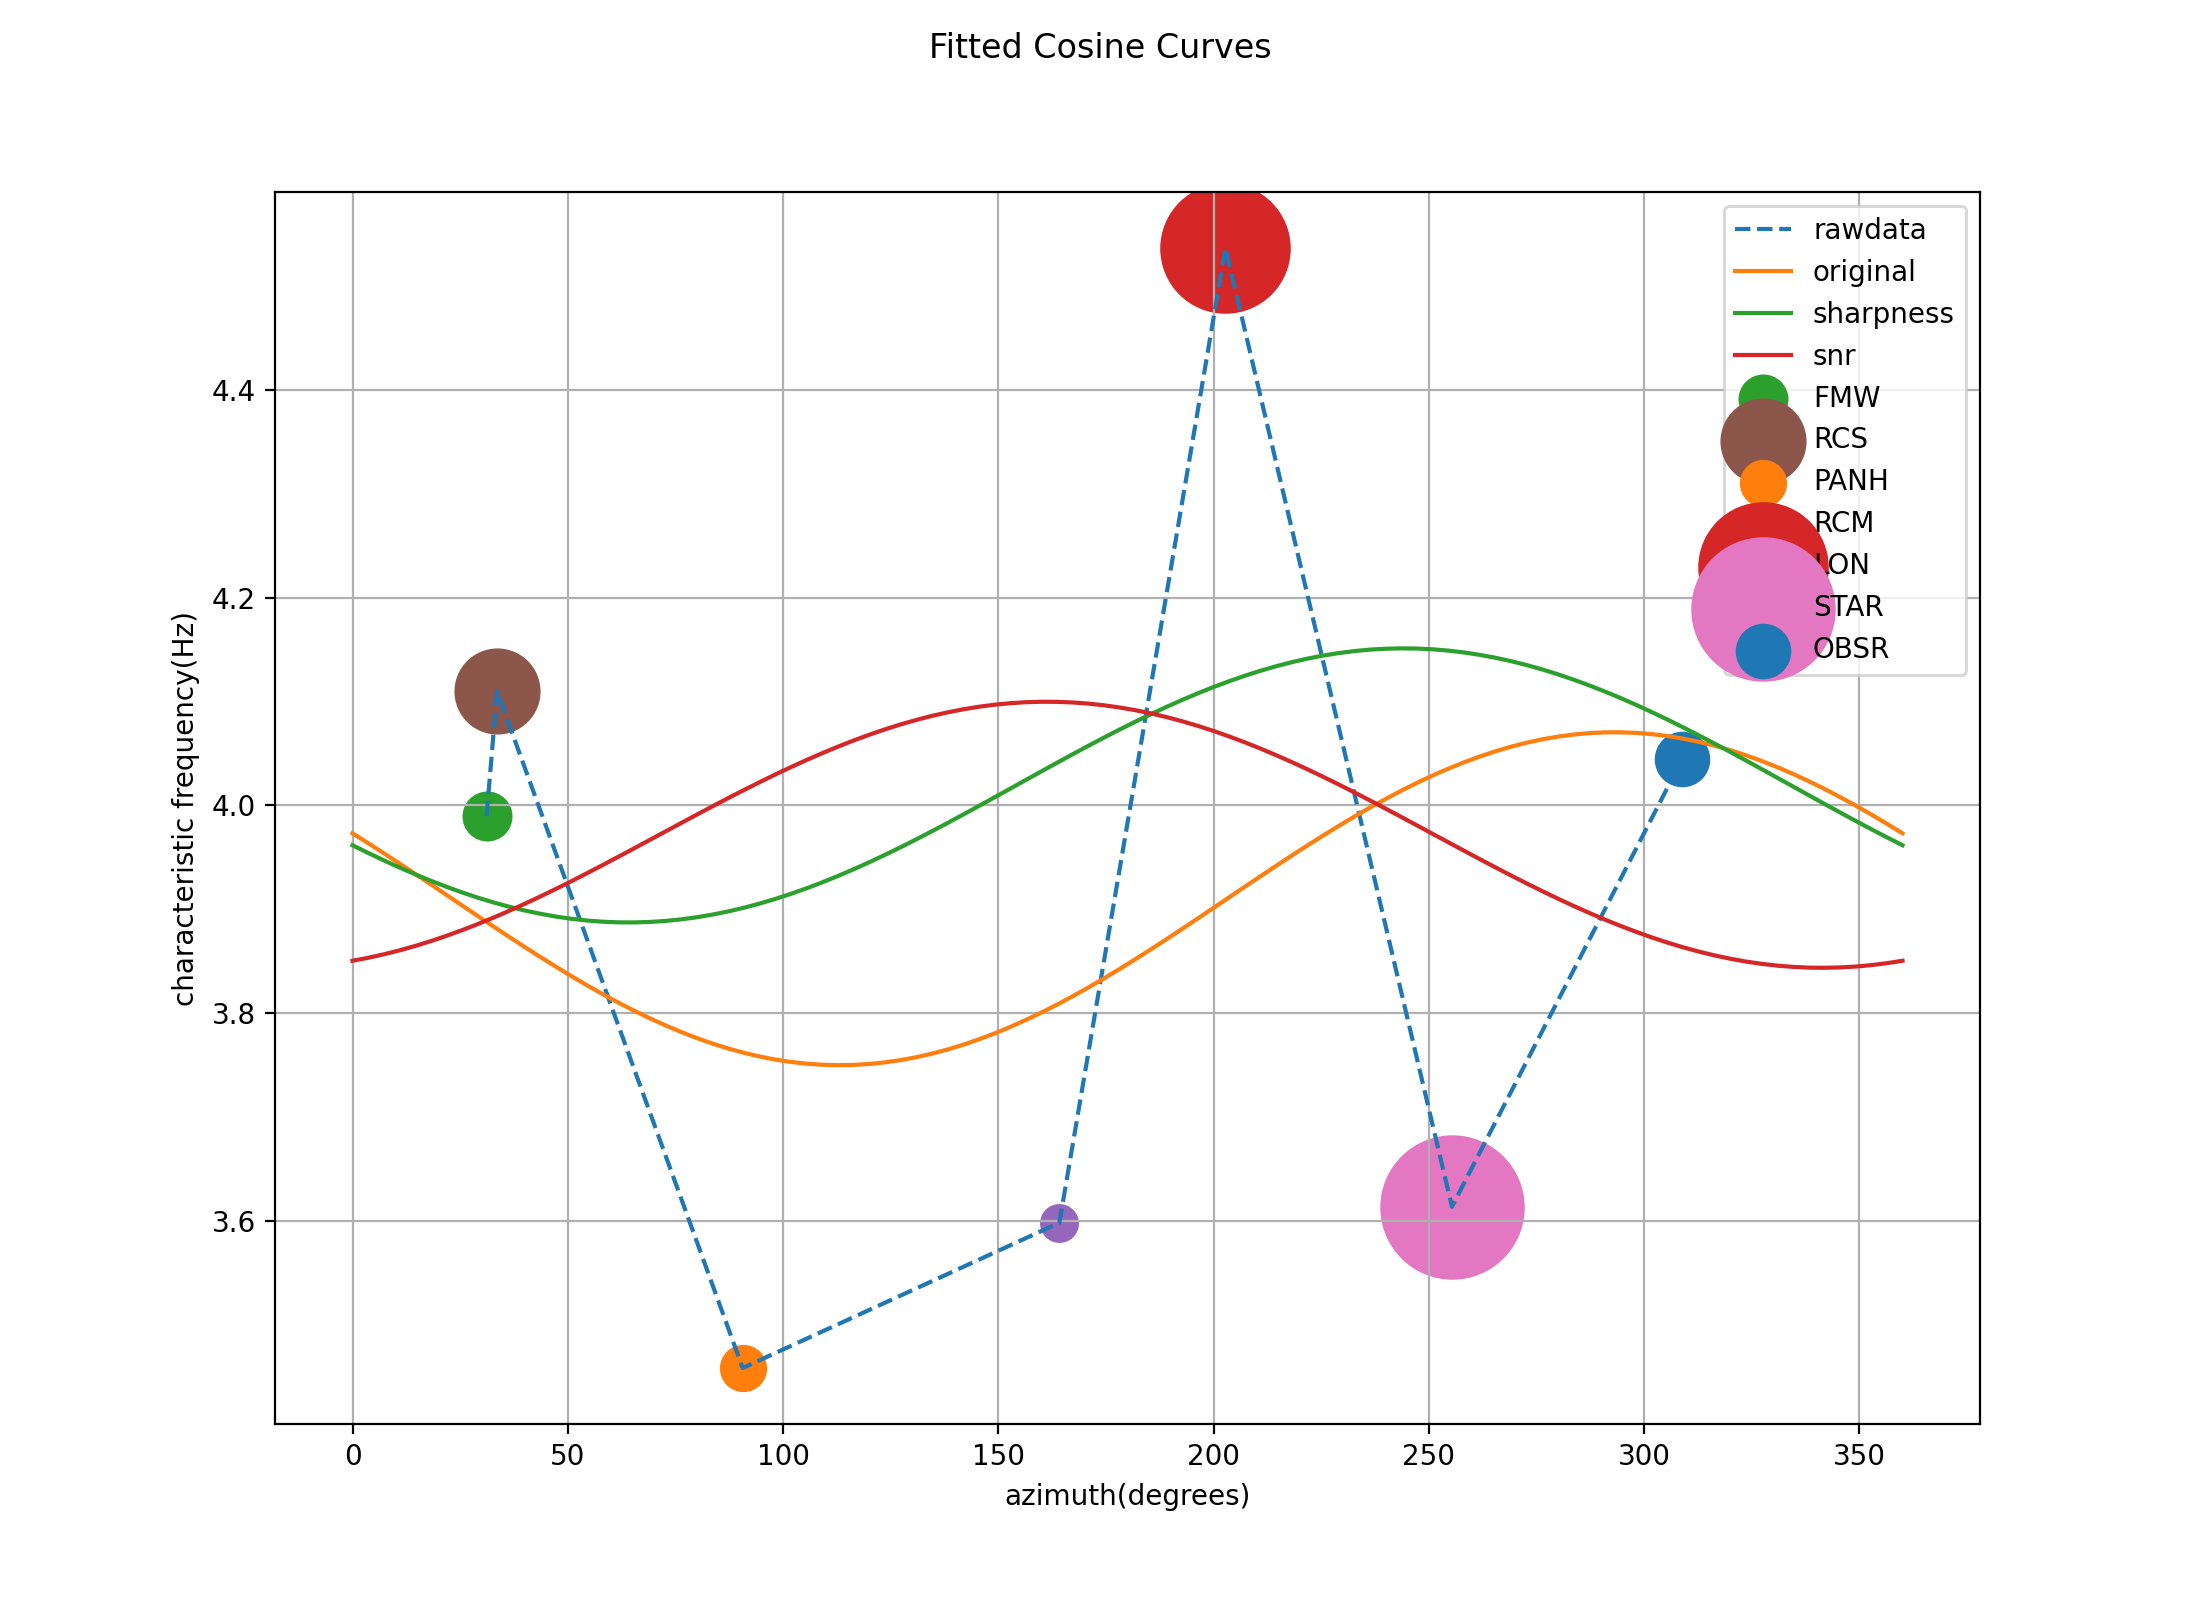 Fitted Cosine Curves
rawdata
original
sharpness
snr
FMW
RCS
PANH
RCM
LON
STAR
OBSR
4.4
4.2
4.0
3.8
3.6
characteristic frequency(Hz)
0 50 100 150 200 250 300 350
azimuth(degrees)